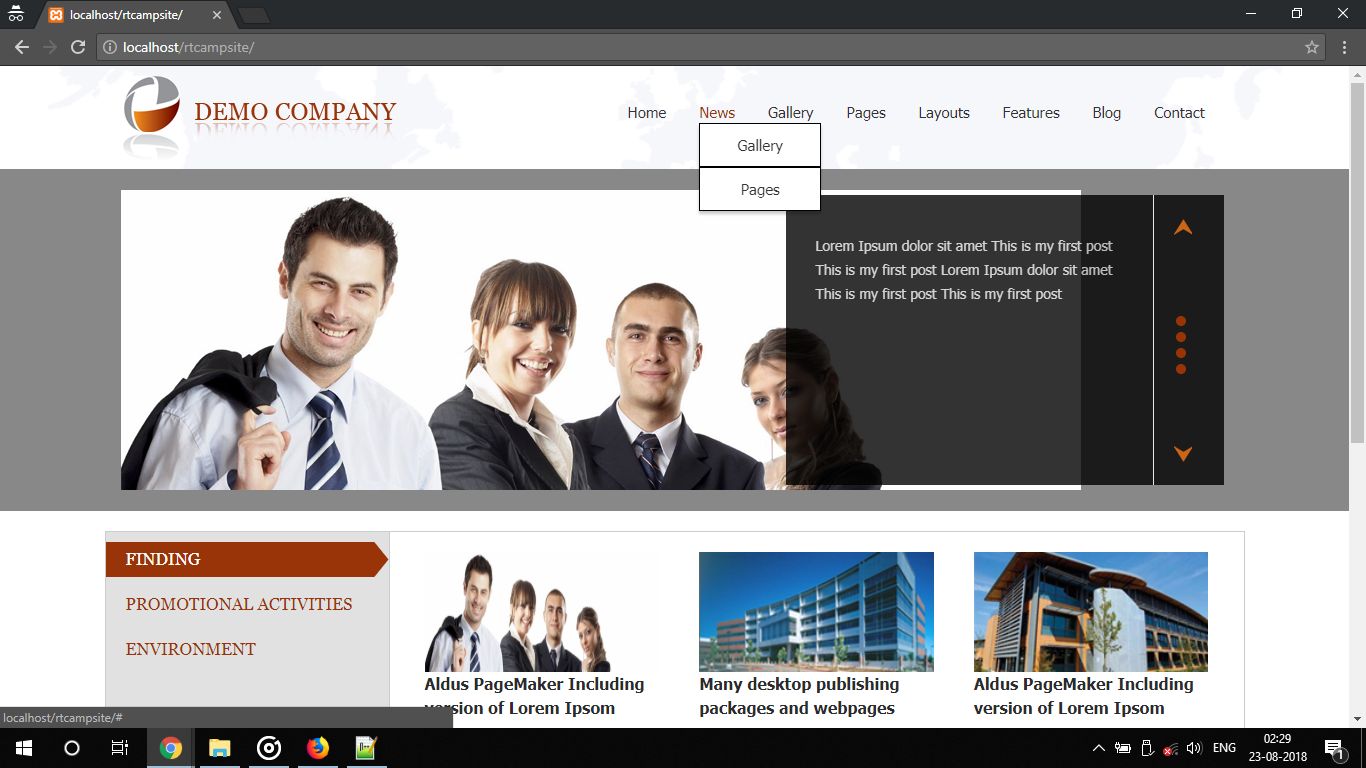 localhost/rtcampsite/
localhost/rtcampsite/
DEMO COMPANY
Home News Gallery Pages Layouts Features Blog Contact
Gallery
Pages
Lorem Ipsum dolor sit amet This is my first post
This is my first post Lorem Ipsum dolor sit amet
This is my first post This is my first post
FINDING
PROMOTIONAL ACTIVITIES
ENVIRONMENT
Aldus PageMaker Including
version of Lorem Ipsom
Many desktop publishing
packages and webpages
Aldus PageMaker Including
version of Lorem Ipsom
localhost/rtcampsite/#
ENG
02:29
23-08-2018
1